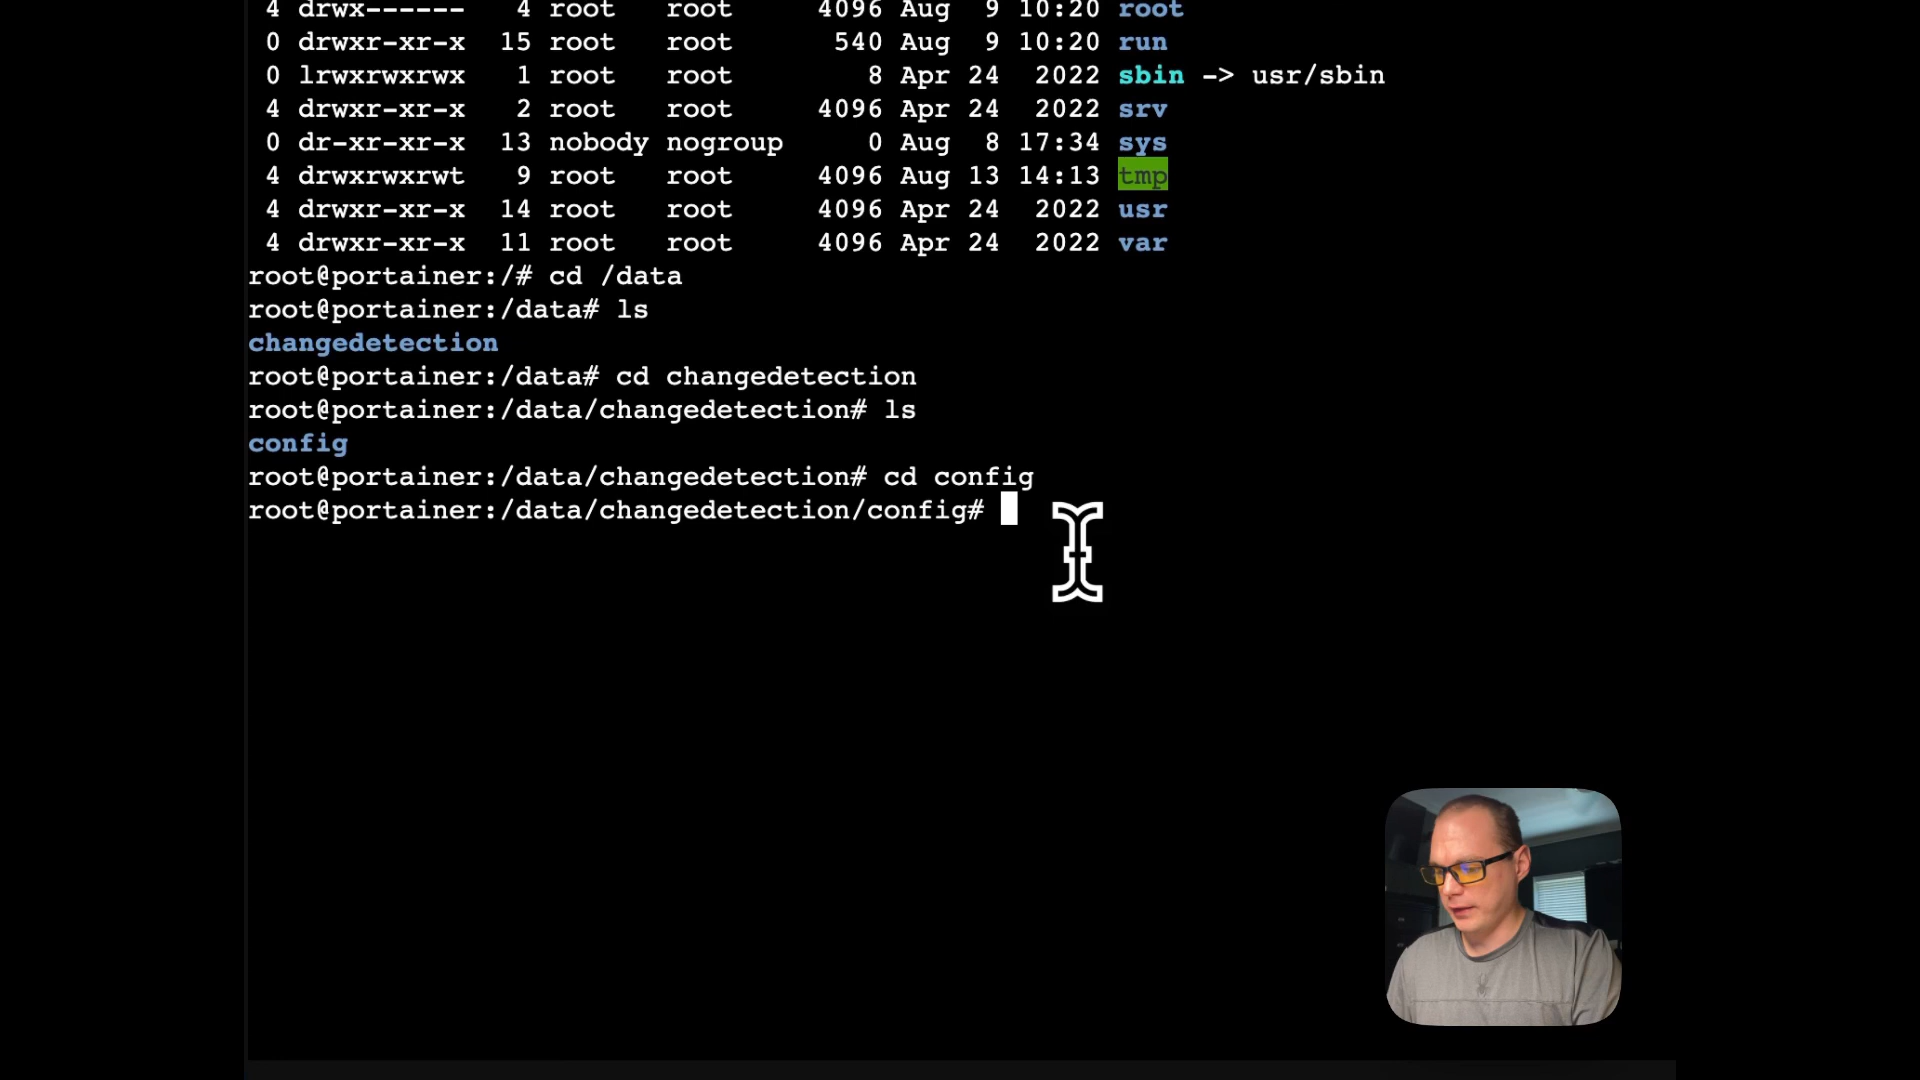 4 drwx------ 4 root root 4096 Aug 9 10:20 root
0 drwxr-xr-x 15 root root 540 Aug 9 10:20 run
0 lrwxrwxrwx 1 root root 8 Apr 24 2022 sbin -> usr/sbin
4 drwxr-xr-x 2 root root 4096 Apr 24 2022 srv
0 dr-xr-xr-x 13 nobody nogroup 0 Aug 8 17:34 sys
4 drwxrwxrwt 9 root root 4096 Aug 13 14:13 tmp
4 drwxr-xr-x 14 root root 4096 Apr 24 2022 usr
4 drwxr-xr-x 11 root root 4096 Apr 24 2022 var
root@portainer:/# cd /data
root@portainer:/data# ls
changedetection
root@portainer:/data# cd changedetection
root@portainer:/data/changedetection# ls
config
root@portainer:/data/changedetection# cd config
root@portainer:/data/changedetection/config#